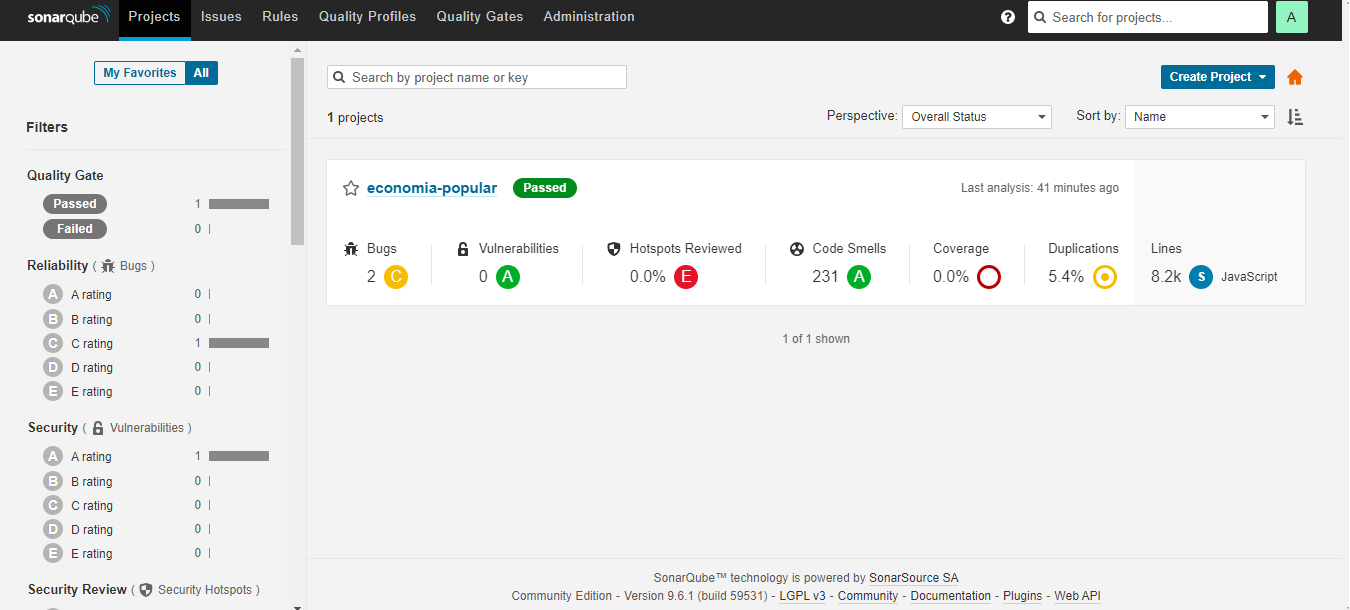 sonarqube Projects Issues Rules Quality Profiles Quality Gates Administration ? Search for projects... A
My Favorites All
Filters
Quality Gate
Passed 1
Failed 0
Reliability ( Bugs )
A A rating 0
B B rating 0
C C rating 1
D D rating 0
E E rating 0
Security ( Vulnerabilities )
A A rating 1
B B rating 0
C C rating 0
D D rating 0
E E rating 0
Security Review ( Security Hotspots )
Search by project name or key
Create Project
1 projects
Perspective: Overall Status Sort by: Name
economia-popular Passed Last analysis: 41 minutes ago
Bugs Vulnerabilities Hotspots Reviewed Code Smells Coverage Duplications Lines
2 C 0 A 0.0% E 231 A 0.0% 5.4% 8.2k S JavaScript
1 of 1 shown
SonarQube™ technology is powered by SonarSource SA
Community Edition - Version 9.6.1 (build 59531) - LGPL v3 - Community - Documentation - Plugins - Web API